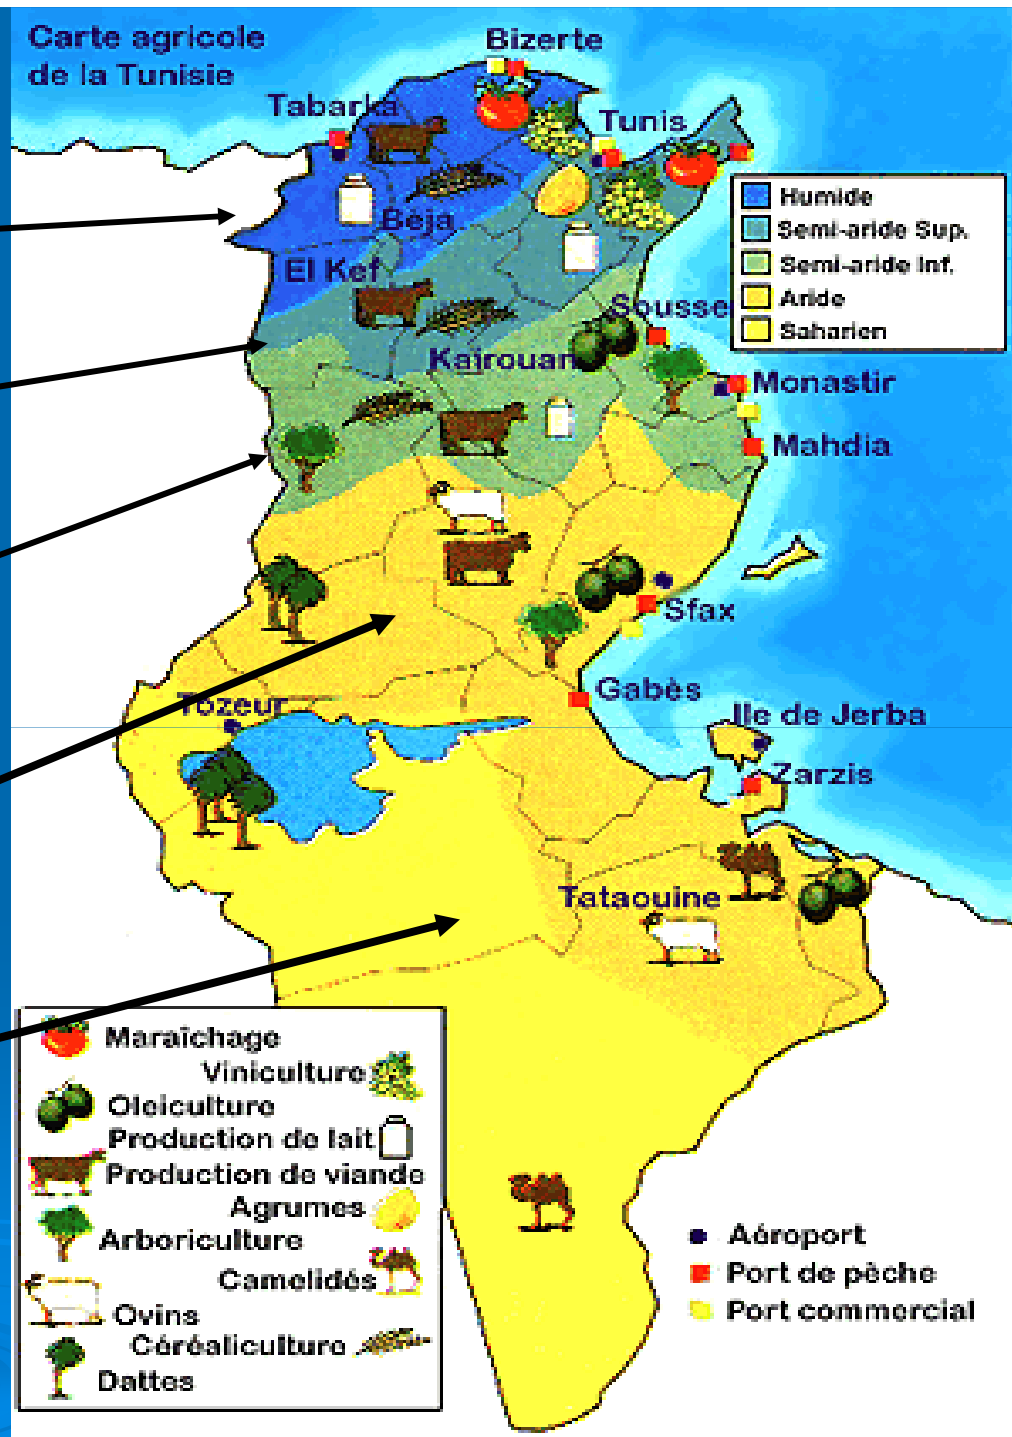 Carte agricole
de la Tunisie
Bizerte
Tabarka
Tunis
Béja
El Kef
Humide
Semi-aride Sup.
Semi-aride Inf.
Aride
Saharien
Sousse
Kairouan
Monastir
Mahdia
Sfax
Gabès
Tozeur
Ile de Jerba
Zarzis
Tataouine
Maraîchage
Viniculture
Oleiculture
Production de lait
Production de viande
Agrumes
Arboriculture
Camelidés
Ovins
Céréaliculture
Dattes
Aéroport
Port de pèche
Port commercial